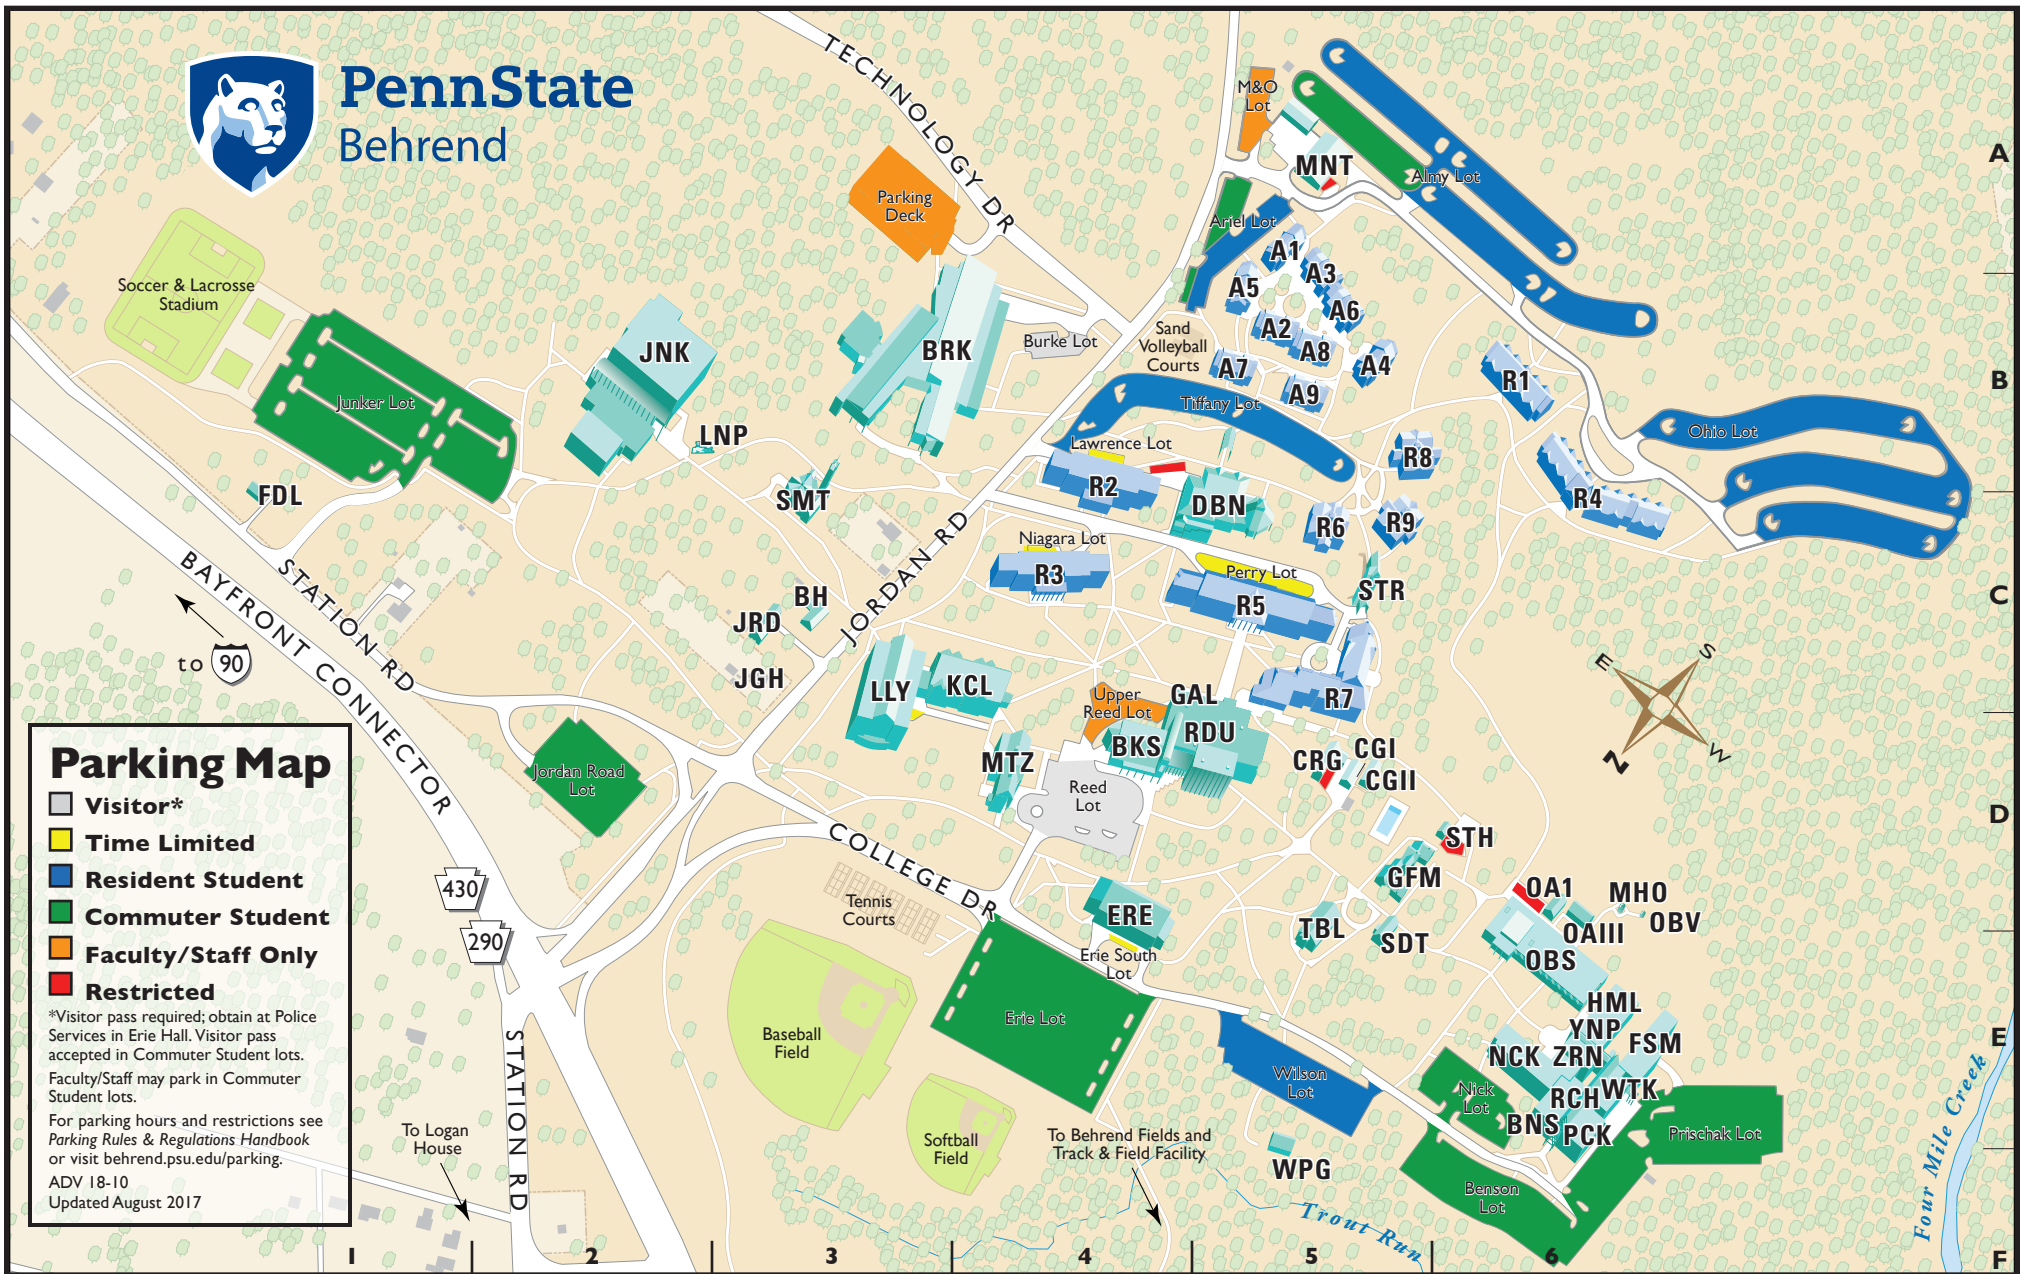 PennState
Behrend
TECHNOLOGY DR
M&O
Lot
MNT
Almy Lot
A
Parking
Deck
Ariel Lot
A1
A3
A5
A6
A2
A8
A7
A4
A9
Soccer & Lacrosse
Stadium
JNK
BRK
Burke Lot
Sand
Volleyball
Courts
R1
B
Junker Lot
Tiffany Lot
Ohio Lot
LNP
Lawrence Lot
R8
FDL
SMT
R2
DBN
R4
R6
R9
JORDAN RD
Niagara Lot
R3
Perry Lot
R5
STR
C
BAYFRONT CONNECTOR
STATION RD
to 90
BH
JRD
JGH
LLY
KCL
Upper
Reed Lot
GAL
R7
E
S
N
W
BKS
RDU
MTZ
CRG
CGI
CGII
Reed
Lot
Jordan Road
Lot
D
COLLEGE DR
STH
GFM
430
290
Tennis
Courts
ERE
TBL
SDT
OA1
MHO
OBV
OAIII
OBS
Erie South
Lot
Erie Lot
HML
YNP
FSM
E
NCK
ZRN
WTK
RCH
BNS
PCK
Baseball
Field
Wilson
Lot
Nick
Lot
Prischak Lot
STATION RD
Softball
Field
To Behrend Fields and
Track & Field Facility
To Logan
House
WPG
Benson
Lot
Trout Run
Four Mile Creek
F
1
2
3
4
5
6
Parking Map
Visitor*
Time Limited
Resident Student
Commuter Student
Faculty/Staff Only
Restricted
*Visitor pass required; obtain at Police
Services in Erie Hall. Visitor pass
accepted in Commuter Student lots.
Faculty/Staff may park in Commuter
Student lots.
For parking hours and restrictions see
Parking Rules & Regulations Handbook
or visit behrend.psu.edu/parking.
ADV 18-10
Updated August 2017